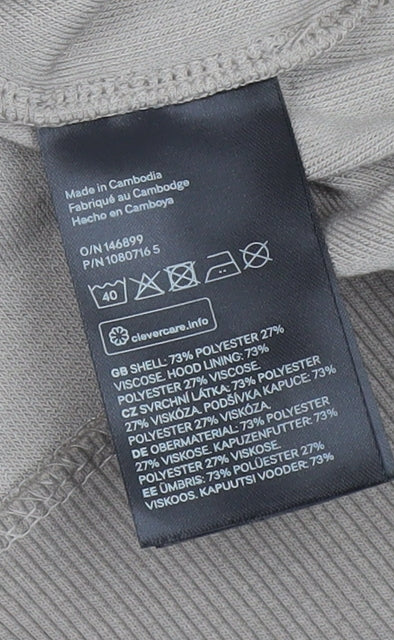 Made in Cambodia
Fabriqué au Cambodge
Hecho en Camboya
O/N 146899
P/N 1080716 5
40
clevercare.info
GB SHELL: 73% POLYESTER 27%
VISCOSE. HOOD LINING: 73%
POLYESTER 27% VISCOSE.
CZ SVRCHNÍ LÁTKA: 73% POLYESTER
27% VISKÓZA. PODŠÍVKA KAPUCE: 73%
POLYESTER 27% VISKÓZA.
DE OBERMATERIAL: 73% POLYESTER
27% VISKOSE. KAPUZENFUTTER: 73%
POLYESTER 27% VISKOSE.
EE ÜMBRIS: 73% POLÜESTER 27%
VISKOOS. KAPUUTSI VOODER: 73%